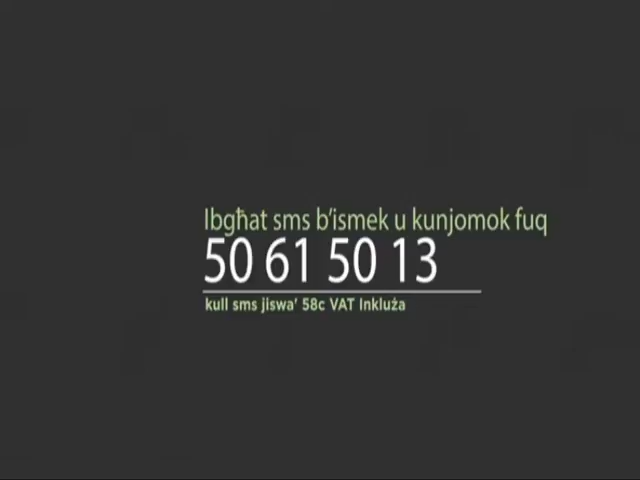 Ibgħat sms b'ismek u kunjomok fuq
50 61 50 13
kull sms jiswa' 58c VAT Inkluża